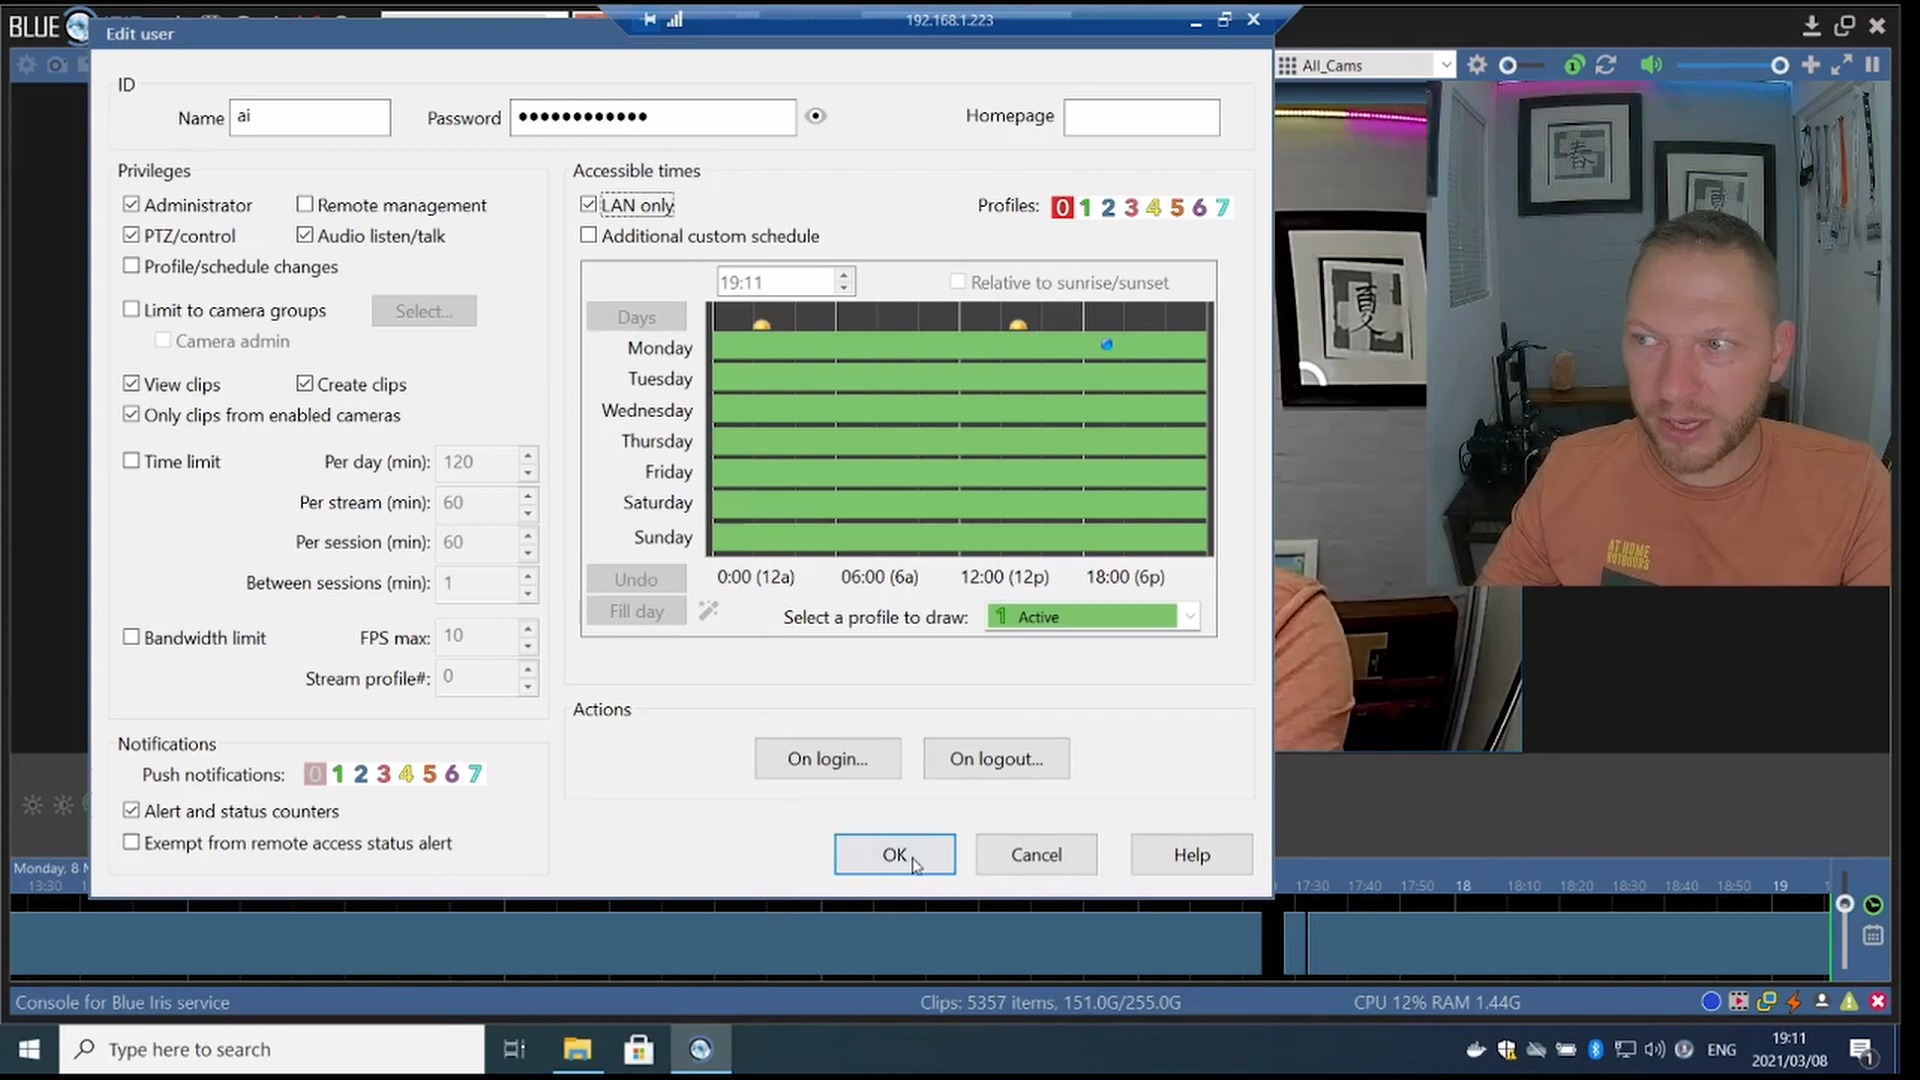 BLUE
192.168.1.223
Edit user
All_Cams
ID
Name ai
Password ••••••••••••
Homepage
Privileges
Administrator
Remote management
PTZ/control
Audio listen/talk
Profile/schedule changes
Limit to camera groups
Select...
Camera admin
View clips
Create clips
Only clips from enabled cameras
Time limit
Per day (min): 120
Per stream (min): 60
Per session (min): 60
Between sessions (min): 1
Bandwidth limit
FPS max: 10
Stream profile#: 0
Notifications
Push notifications: 0 1 2 3 4 5 6 7
Alert and status counters
Exempt from remote access status alert
Accessible times
LAN only
Profiles: 0 1 2 3 4 5 6 7
Additional custom schedule
19:11
Relative to sunrise/sunset
Days
Monday
Tuesday
Wednesday
Thursday
Friday
Saturday
Sunday
0:00 (12a) 06:00 (6a) 12:00 (12p) 18:00 (6p)
Undo
Fill day
Select a profile to draw: 1 Active
Actions
On login...
On logout...
OK
Cancel
Help
春
夏
AT HOME
OUTDOORS
Monday, 8
13:30
17:30 17:40 17:50 18 18:10 18:20 18:30 18:40 18:50 19
Console for Blue Iris service
Clips: 5357 items, 151.0G/255.0G
CPU 12% RAM 1.44G
Type here to search
ENG
19:11
2021/03/08
1